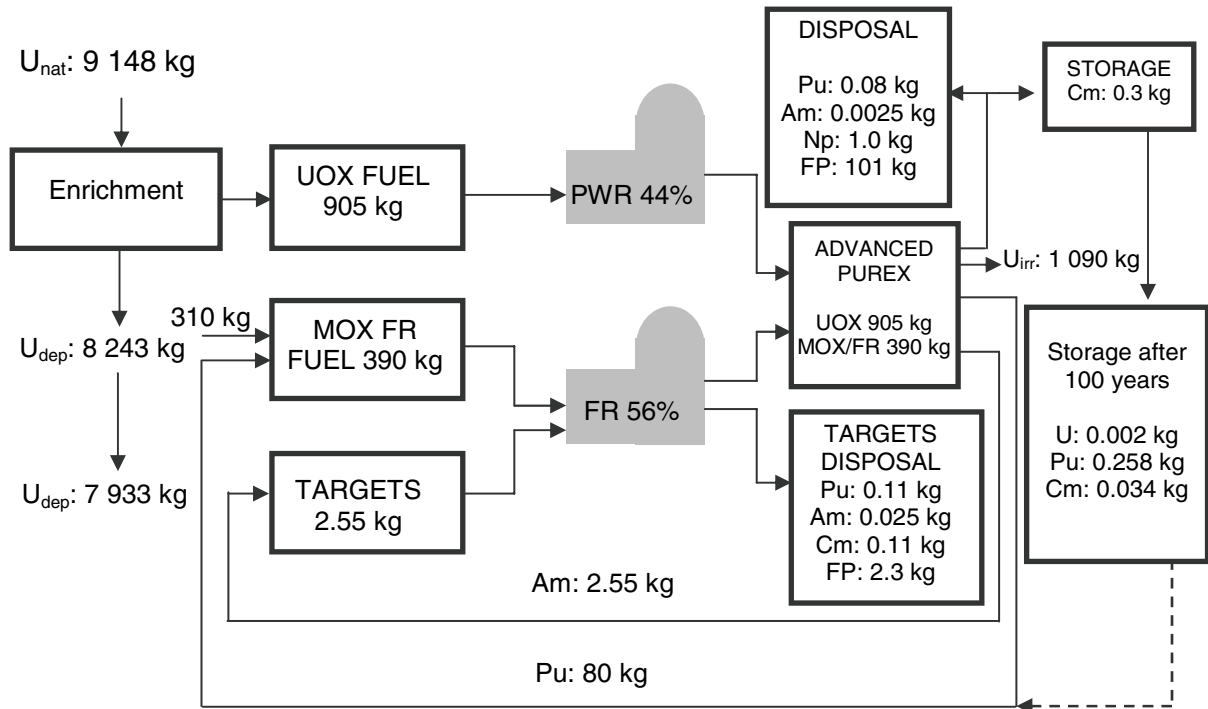 U_nat: 9 148 kg
Enrichment
UOX FUEL
905 kg
PWR 44%
DISPOSAL
Pu: 0.08 kg
Am: 0.0025 kg
Np: 1.0 kg
FP: 101 kg
STORAGE
Cm: 0.3 kg
ADVANCED
PUREX
UOX 905 kg
MOX/FR 390 kg
U_irr: 1 090 kg
310 kg
U_dep: 8 243 kg
MOX FR
FUEL 390 kg
FR 56%
Storage after
100 years
U: 0.002 kg
Pu: 0.258 kg
Cm: 0.034 kg
U_dep: 7 933 kg
TARGETS
2.55 kg
TARGETS
DISPOSAL
Pu: 0.11 kg
Am: 0.025 kg
Cm: 0.11 kg
FP: 2.3 kg
Am: 2.55 kg
Pu: 80 kg